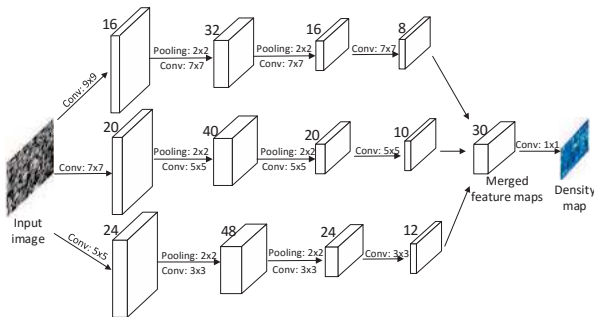 16
32
16
8
Conv: 9x9
Pooling: 2x2
Conv: 7x7
Pooling: 2x2
Conv: 7x7
Conv: 7x7
20
40
20
10
30
Conv: 7x7
Pooling: 2x2
Conv: 5x5
Pooling: 2x2
Conv: 5x5
Conv: 5x5
Conv: 1x1
Input
image
Merged
feature maps
Density
map
24
48
24
12
Conv: 5x5
Pooling: 2x2
Conv: 3x3
Pooling: 2x2
Conv: 3x3
Conv: 3x3